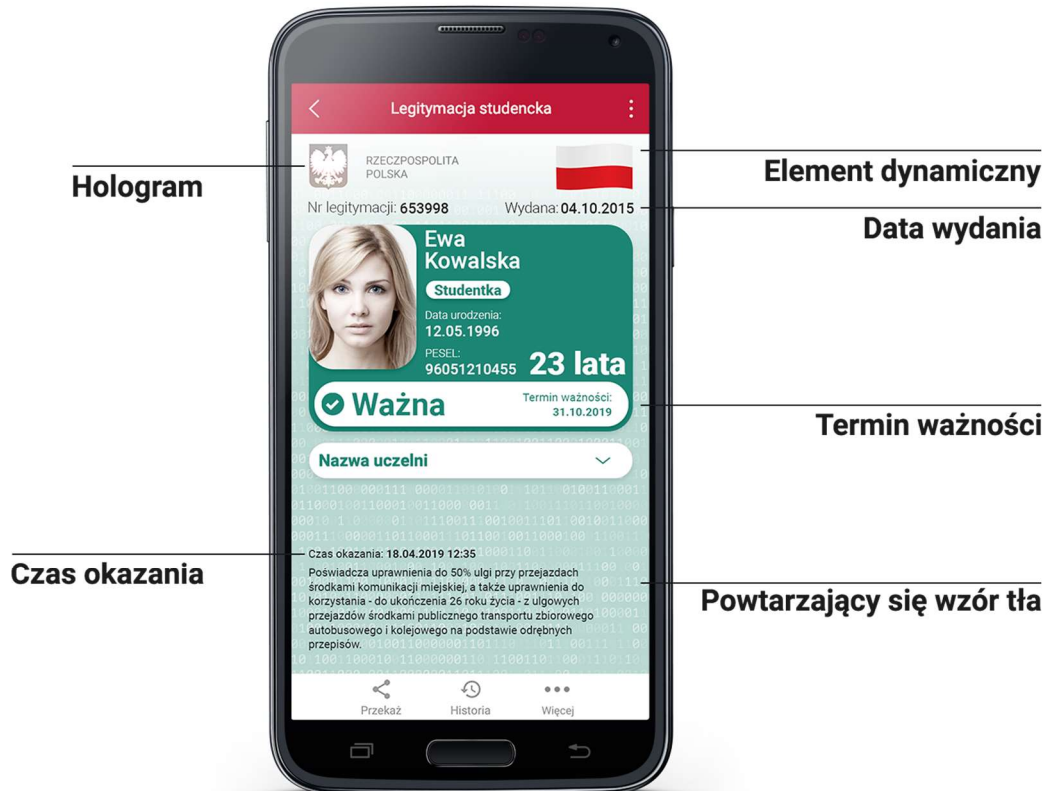 Legitymacja studencka
RZECZPOSPOLITA
POLSKA
Element dynamiczny
Hologram
Nr legitymacji: 653998
Wydana: 04.10.2015
Data wydania
Ewa
Kowalska
Studentka
Data urodzenia:
12.05.1996
PESEL:
96051210455
23 lata
Ważna
Termin ważności:
31.10.2019
Termin ważności
Nazwa uczelni
Czas okazania: 18.04.2019 12:35
Czas okazania
Poświadcza uprawnienia do 50% ulgi przy przejazdach
środkami komunikacji miejskiej, a także uprawnienia do
korzystania - do ukończenia 26 roku życia - z ulgowych
przejazdów środkami publicznego transportu zbiorowego
autobusowego i kolejowego na podstawie odrębnych
przepisów.
Powtarzający się wzór tła
Przekaż
Historia
Więcej